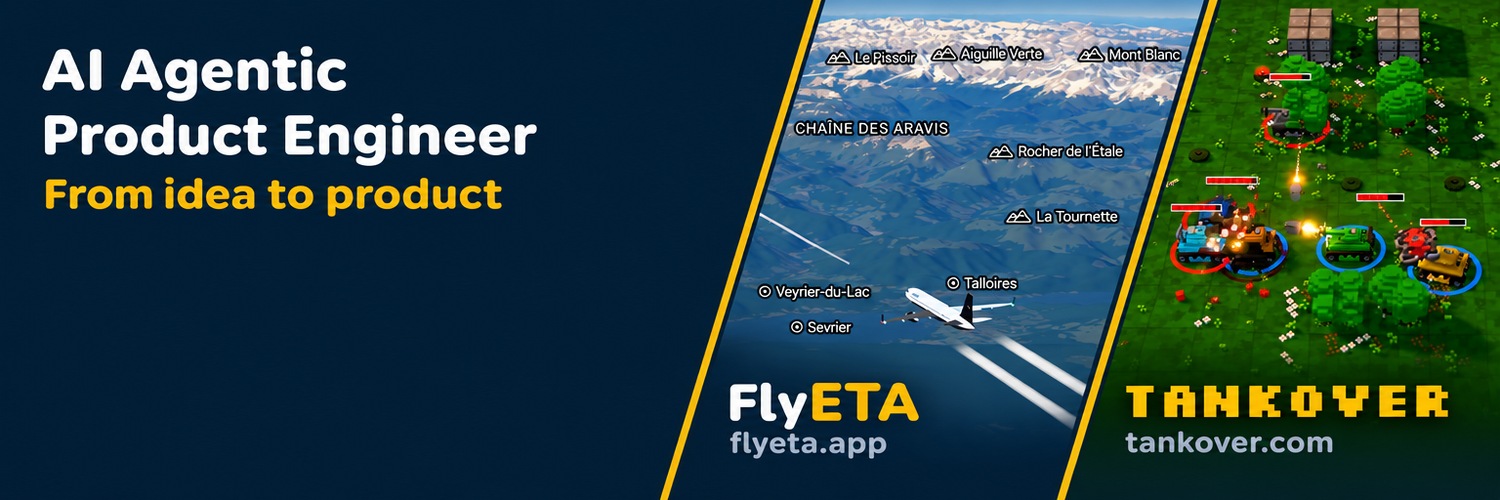 AI Agentic
Product Engineer
From idea to product
Le Pissoir
Aiguille Verte
Mont Blanc
CHAÎNE DES ARAVIS
Rocher de l'Étale
La Tournette
Veyrier-du-Lac
Talloires
Sevrier
FlyETA
flyeta.app
TANKOVER
tankover.com